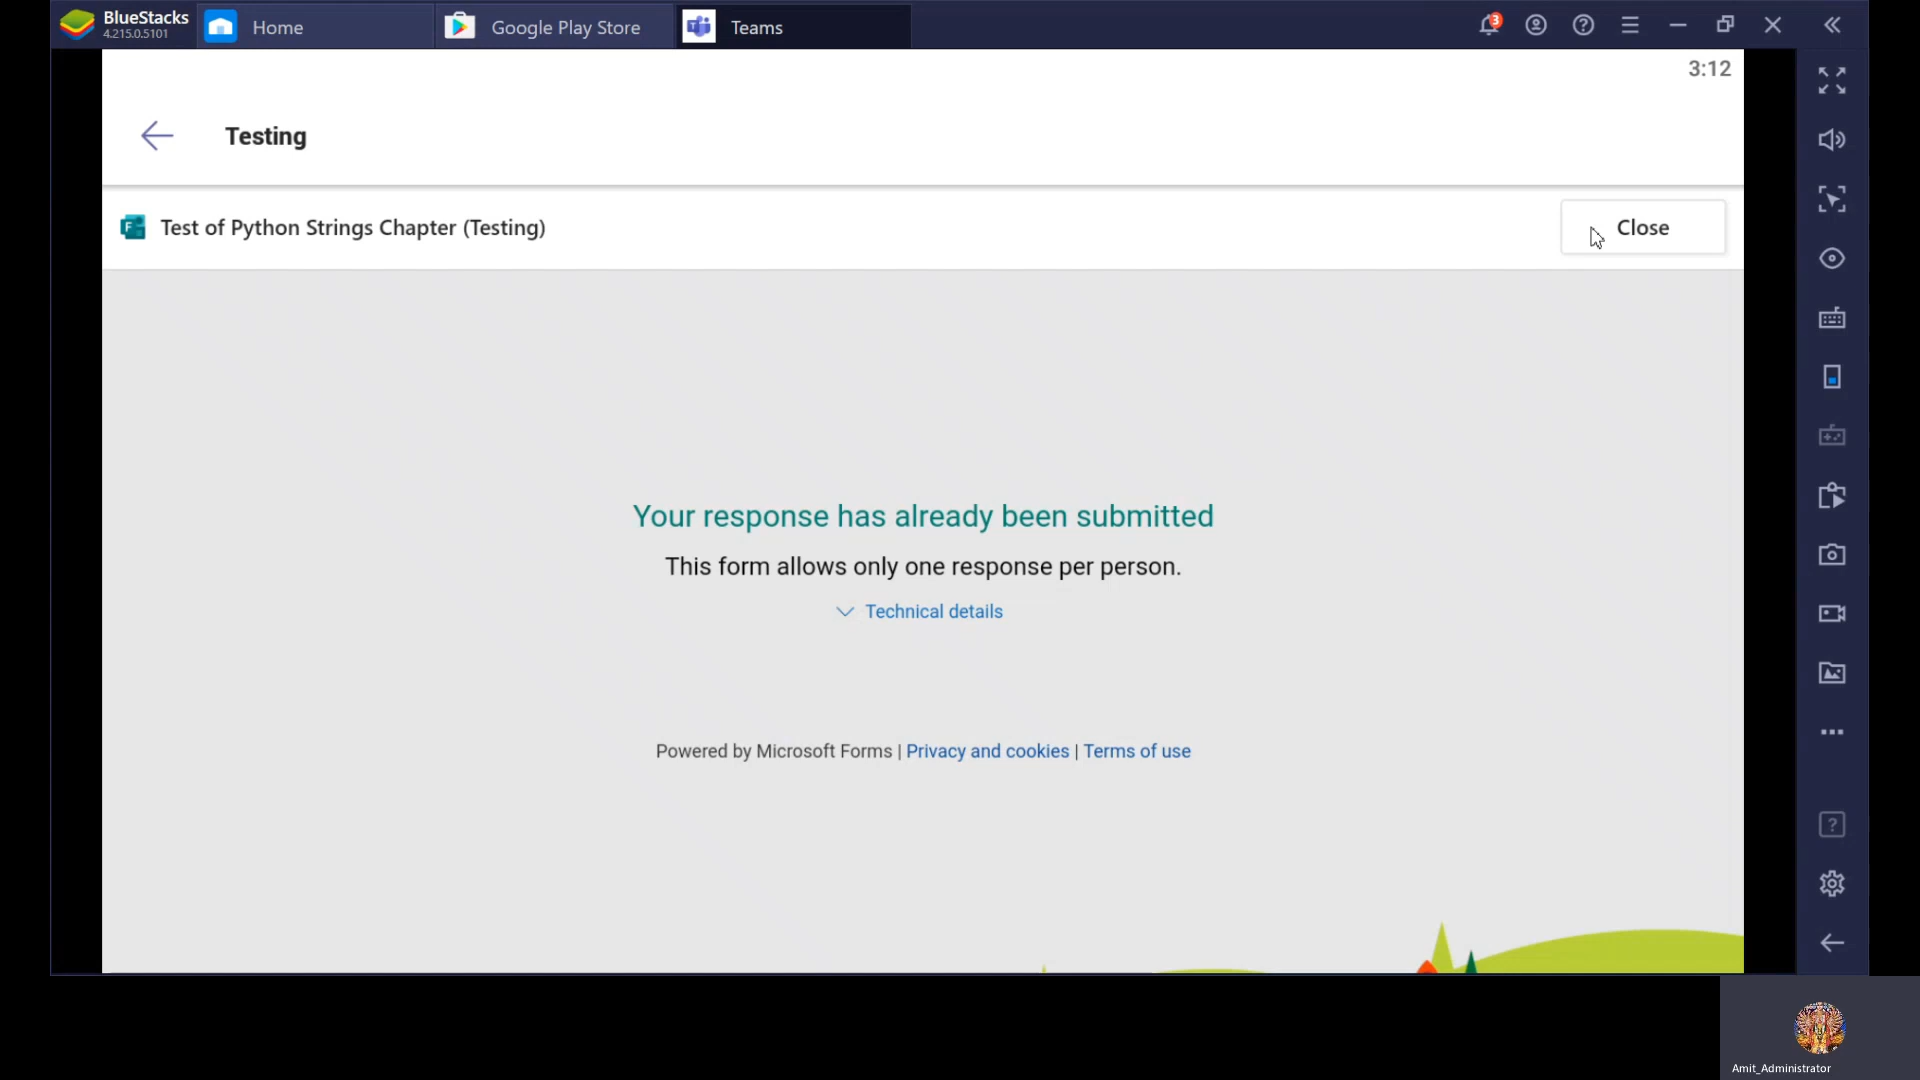 BlueStacks
4.215.0.5101
Home
Google Play Store
Teams
3
3:12
Testing
Test of Python Strings Chapter (Testing)
Close
Your response has already been submitted
This form allows only one response per person.
Technical details
Powered by Microsoft Forms | Privacy and cookies | Terms of use
Amit_Administrator